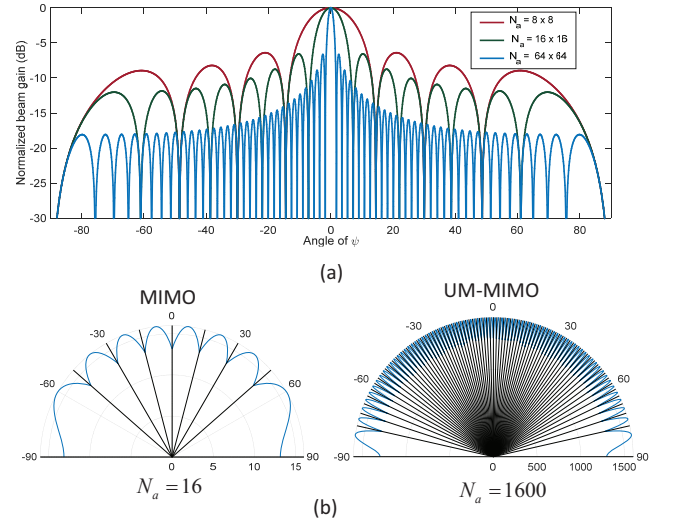 Normalized beam gain (dB)
0
-5
-10
-15
-20
-25
-30
N_a = 8 x 8
N_a = 16 x 16
N_a = 64 x 64
-80 -60 -40 -20 0 20 40 60 80
Angle of ψ
(a)
MIMO
UM-MIMO
0
-30 30
-60 60
-90 90
0 5 10 15
N_a = 16
0
-30 30
-60 60
-90 90
0 500 1000 1500
N_a = 1600
(b)